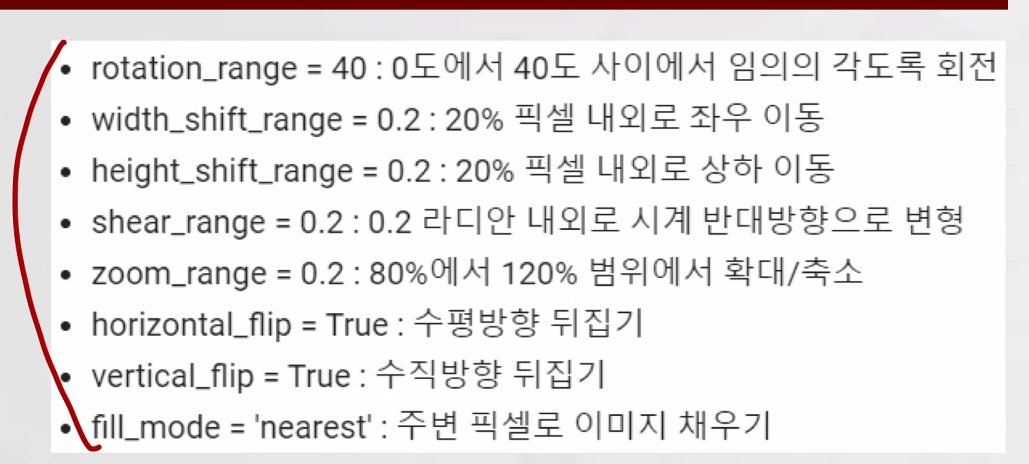 • rotation_range = 40 : 0도에서 40도 사이에서 임의의 각도록 회전
• width_shift_range = 0.2 : 20% 픽셀 내외로 좌우 이동
• height_shift_range = 0.2 : 20% 픽셀 내외로 상하 이동
• shear_range = 0.2 : 0.2 라디안 내외로 시계 반대방향으로 변형
• zoom_range = 0.2 : 80%에서 120% 범위에서 확대/축소
• horizontal_flip = True : 수평방향 뒤집기
• vertical_flip = True : 수직방향 뒤집기
• fill_mode = 'nearest' : 주변 픽셀로 이미지 채우기